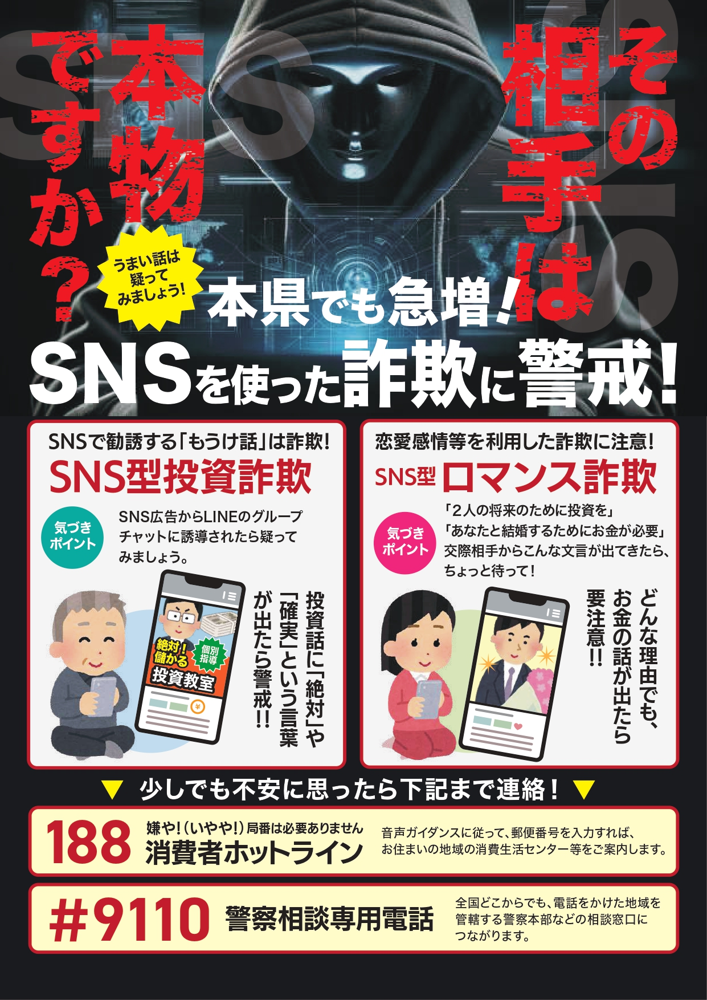 SNS
SNS
その
相手は
本物
ですか？
うまい話は
疑って
みましょう！
本県でも急増！
SNSを使った詐欺に警戒！
SNSで勧誘する「もうけ話」は詐欺！
SNS型投資詐欺
気づき
ポイント
SNS広告からLINEのグループ
チャットに誘導されたら疑って
みましょう。
絶対！
儲かる
個別
指導
投資教室
¥
投資話に「絶対」や
「確実」という言葉
が出たら警戒！！
恋愛感情等を利用した詐欺に注意！
SNS型 ロマンス詐欺
気づき
ポイント
「2人の将来のために投資を」
「あなたと結婚するためにお金が必要」
交際相手からこんな文言が出てきたら、
ちょっと待って！
どんな理由でも、
お金の話が出たら
要注意！！
▼ 少しでも不安に思ったら下記まで連絡！ ▼
188
嫌や！（いやや！）局番は必要ありません
消費者ホットライン
音声ガイダンスに従って、郵便番号を入力すれば、
お住まいの地域の消費生活センター等をご案内します。
#9110
警察相談専用電話
全国どこからでも、電話をかけた地域を
管轄する警察本部などの相談窓口に
つながります。